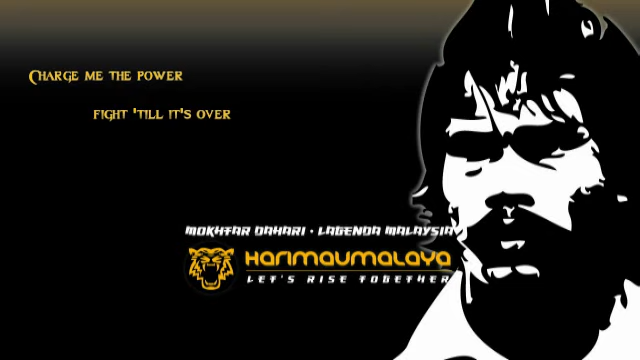 Charge me the power
fight 'till it's over
MOKHTAR DAHARI • LAGENDA MALAYSIA
HARIMAUMALAYA
LET'S RISE TOGETHER